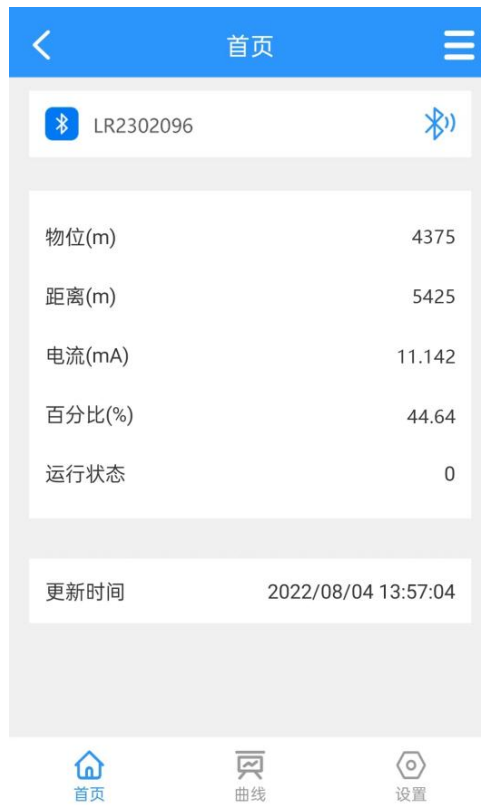 首页
LR2302096
物位(m) 4375
距离(m) 5425
电流(mA) 11.142
百分比(%) 44.64
运行状态 0
更新时间 2022/08/04 13:57:04
首页 曲线 设置